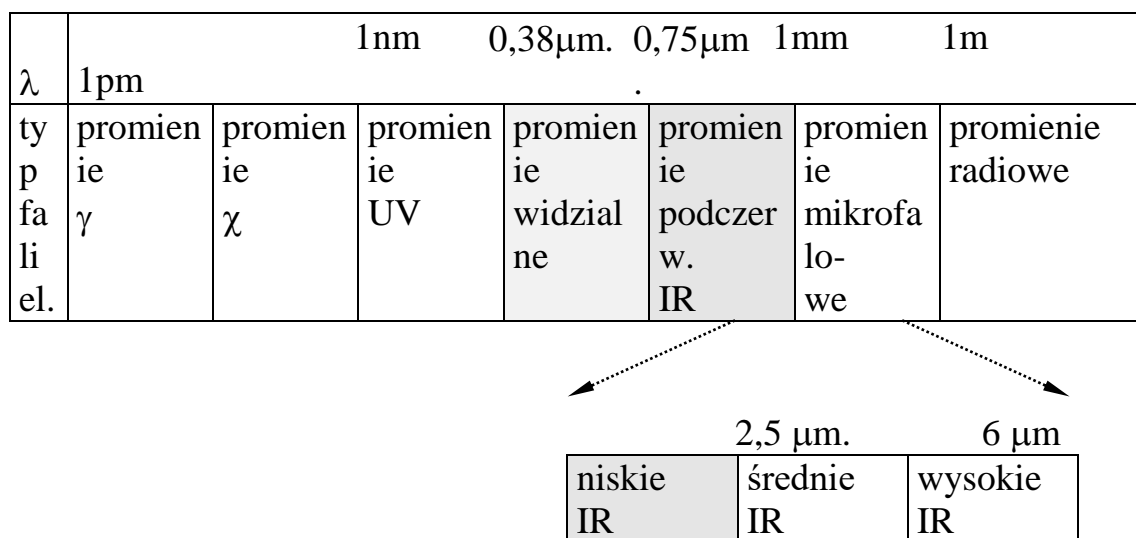 1nm 0,38μm. 0,75μm 1mm 1m
λ 1pm .
ty promien promien promien promien promien promien promienie
p ie ie ie ie ie ie radiowe
fa γ χ UV widzial podczer mikrofa
li ne w. lo-
el. IR we
2,5 μm. 6 μm
niskie średnie wysokie
IR IR IR